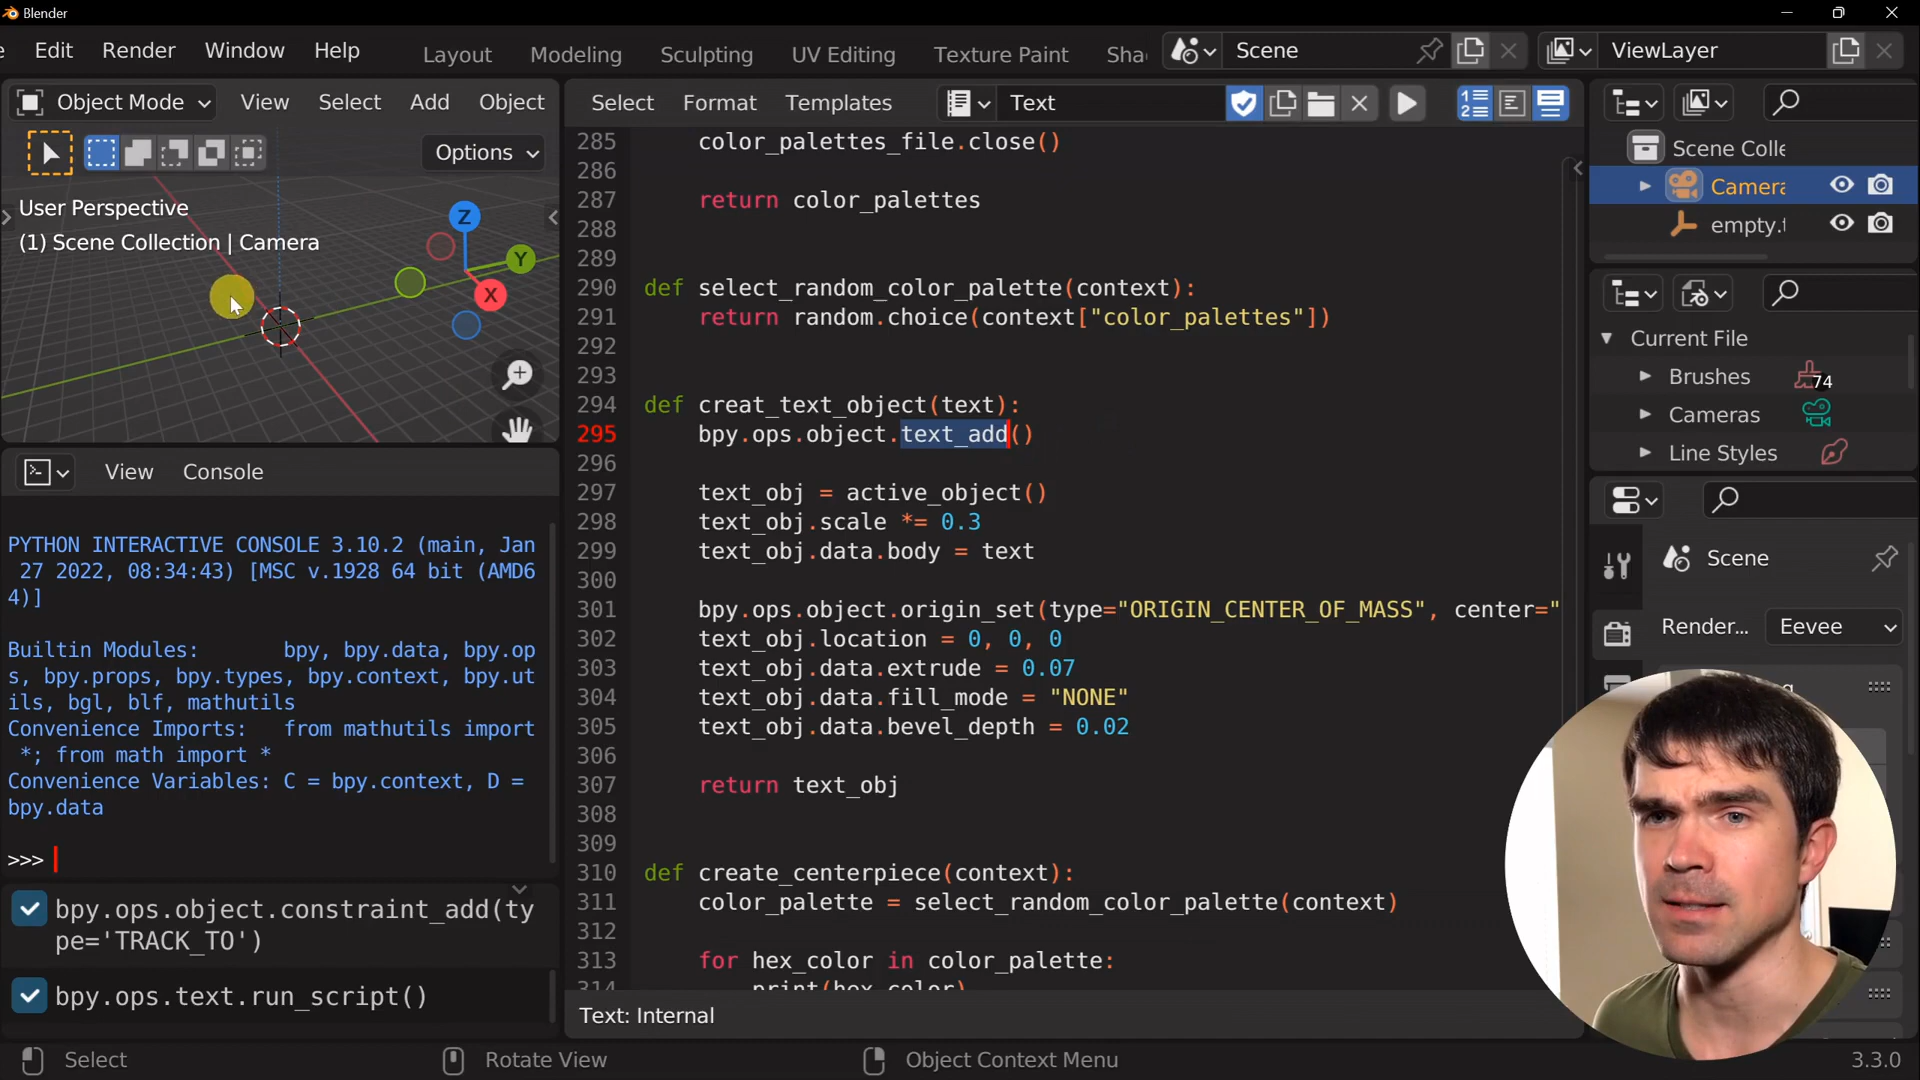 Blender
Edit Render Window Help Layout Modeling Sculpting UV Editing Texture Paint Sha Scene ViewLayer
Object Mode View Select Add Object
Options
User Perspective
(1) Scene Collection | Camera
Z
Y
X
View Console
PYTHON INTERACTIVE CONSOLE 3.10.2 (main, Jan
27 2022, 08:34:43) [MSC v.1928 64 bit (AMD6
4)]
Builtin Modules: bpy, bpy.data, bpy.op
s, bpy.props, bpy.types, bpy.context, bpy.ut
ils, bgl, blf, mathutils
Convenience Imports: from mathutils import
*; from math import *
Convenience Variables: C = bpy.context, D =
bpy.data
>>>
bpy.ops.object.constraint_add(ty
pe='TRACK_TO')
bpy.ops.text.run_script()
Select Format Templates Text
285 color_palettes_file.close()
286
287 return color_palettes
288
289
290 def select_random_color_palette(context):
291 return random.choice(context["color_palettes"])
292
293
294 def creat_text_object(text):
295 bpy.ops.object.text_add()
296
297 text_obj = active_object()
298 text_obj.scale *= 0.3
299 text_obj.data.body = text
300
301 bpy.ops.object.origin_set(type="ORIGIN_CENTER_OF_MASS", center="
302 text_obj.location = 0, 0, 0
303 text_obj.data.extrude = 0.07
304 text_obj.data.fill_mode = "NONE"
305 text_obj.data.bevel_depth = 0.02
306
307 return text_obj
308
309
310 def create_centerpiece(context):
311 color_palette = select_random_color_palette(context)
312
313 for hex_color in color_palette:
314 print(hex_color)
Text: Internal
Scene Colle
Camera
empty.t
Current File
Brushes 74
Cameras
Line Styles
Scene
Render... Eevee
Select Rotate View Object Context Menu 3.3.0